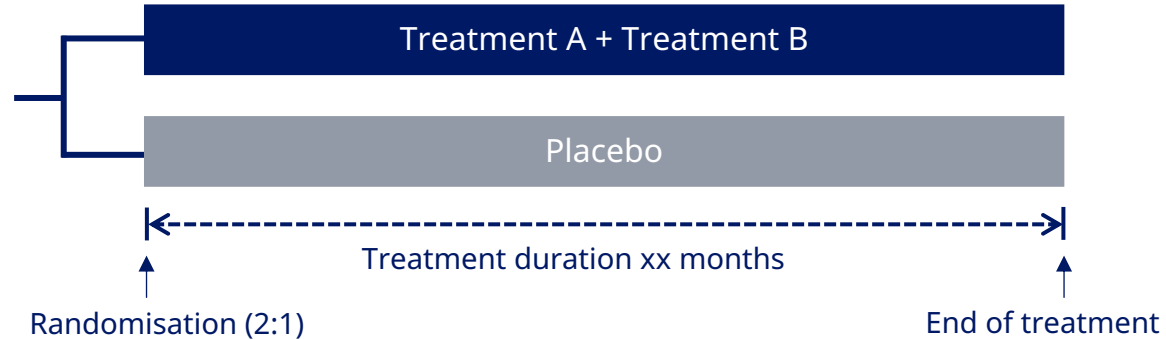 Treatment A + Treatment B
Placebo
Treatment duration xx months
Randomisation (2:1)
End of treatment